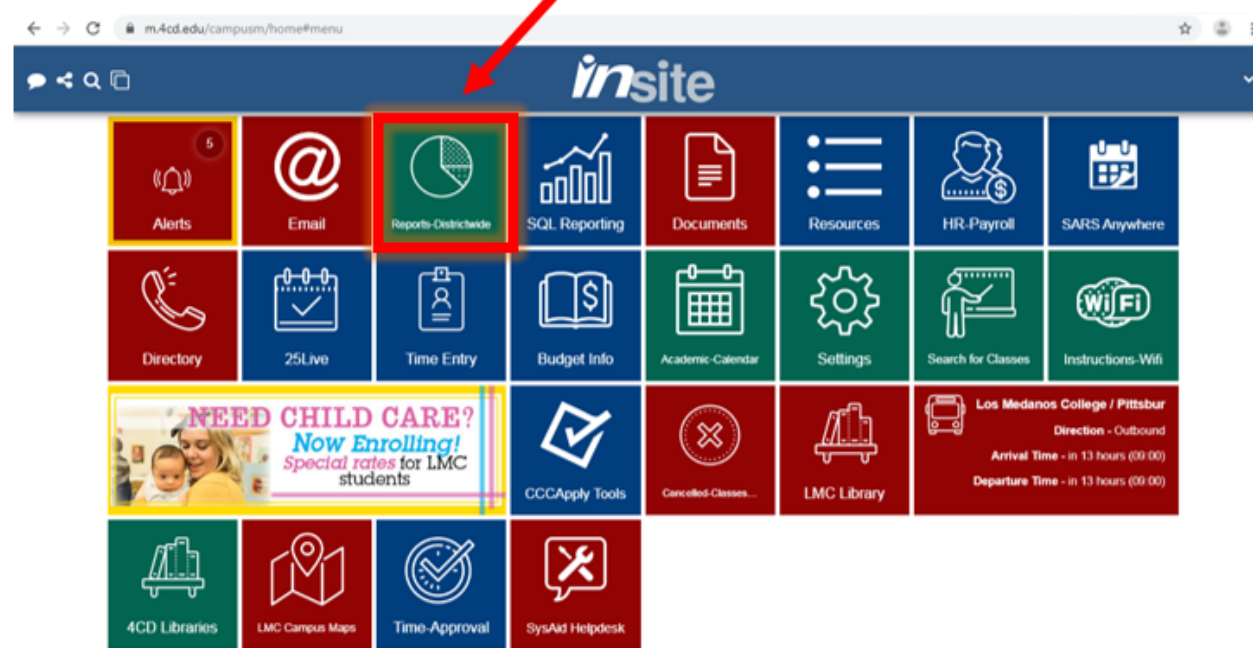 m.4cd.edu/campusm/home#menu
insite
5
Alerts
Email
Reports-Districtwide
SQL Reporting
Documents
Resources
HR-Payroll
SARS Anywhere
Directory
25Live
Time Entry
Budget Info
Academic-Calendar
Settings
Search for Classes
WiFi
Instructions-Wifi
NEED CHILD CARE?
Now Enrolling!
Special rates for LMC
students
CCCApply Tools
Cancelled-Classes...
LMC Library
Los Medanos College / Pittsbur
Direction - Outbound
Arrival Time - in 13 hours (09:00)
Departure Time - in 13 hours (09:00)
4CD Libraries
LMC Campus Maps
Time-Approval
SysAid Helpdesk